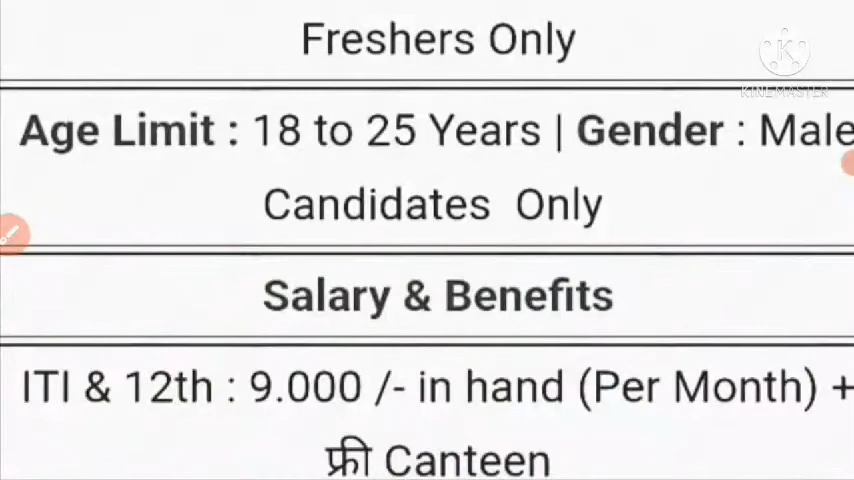 Freshers Only
KINEMASTER
Age Limit : 18 to 25 Years | Gender : Male
Candidates Only
Salary & Benefits
ITI & 12th : 9.000 /- in hand (Per Month) +
फ्री Canteen